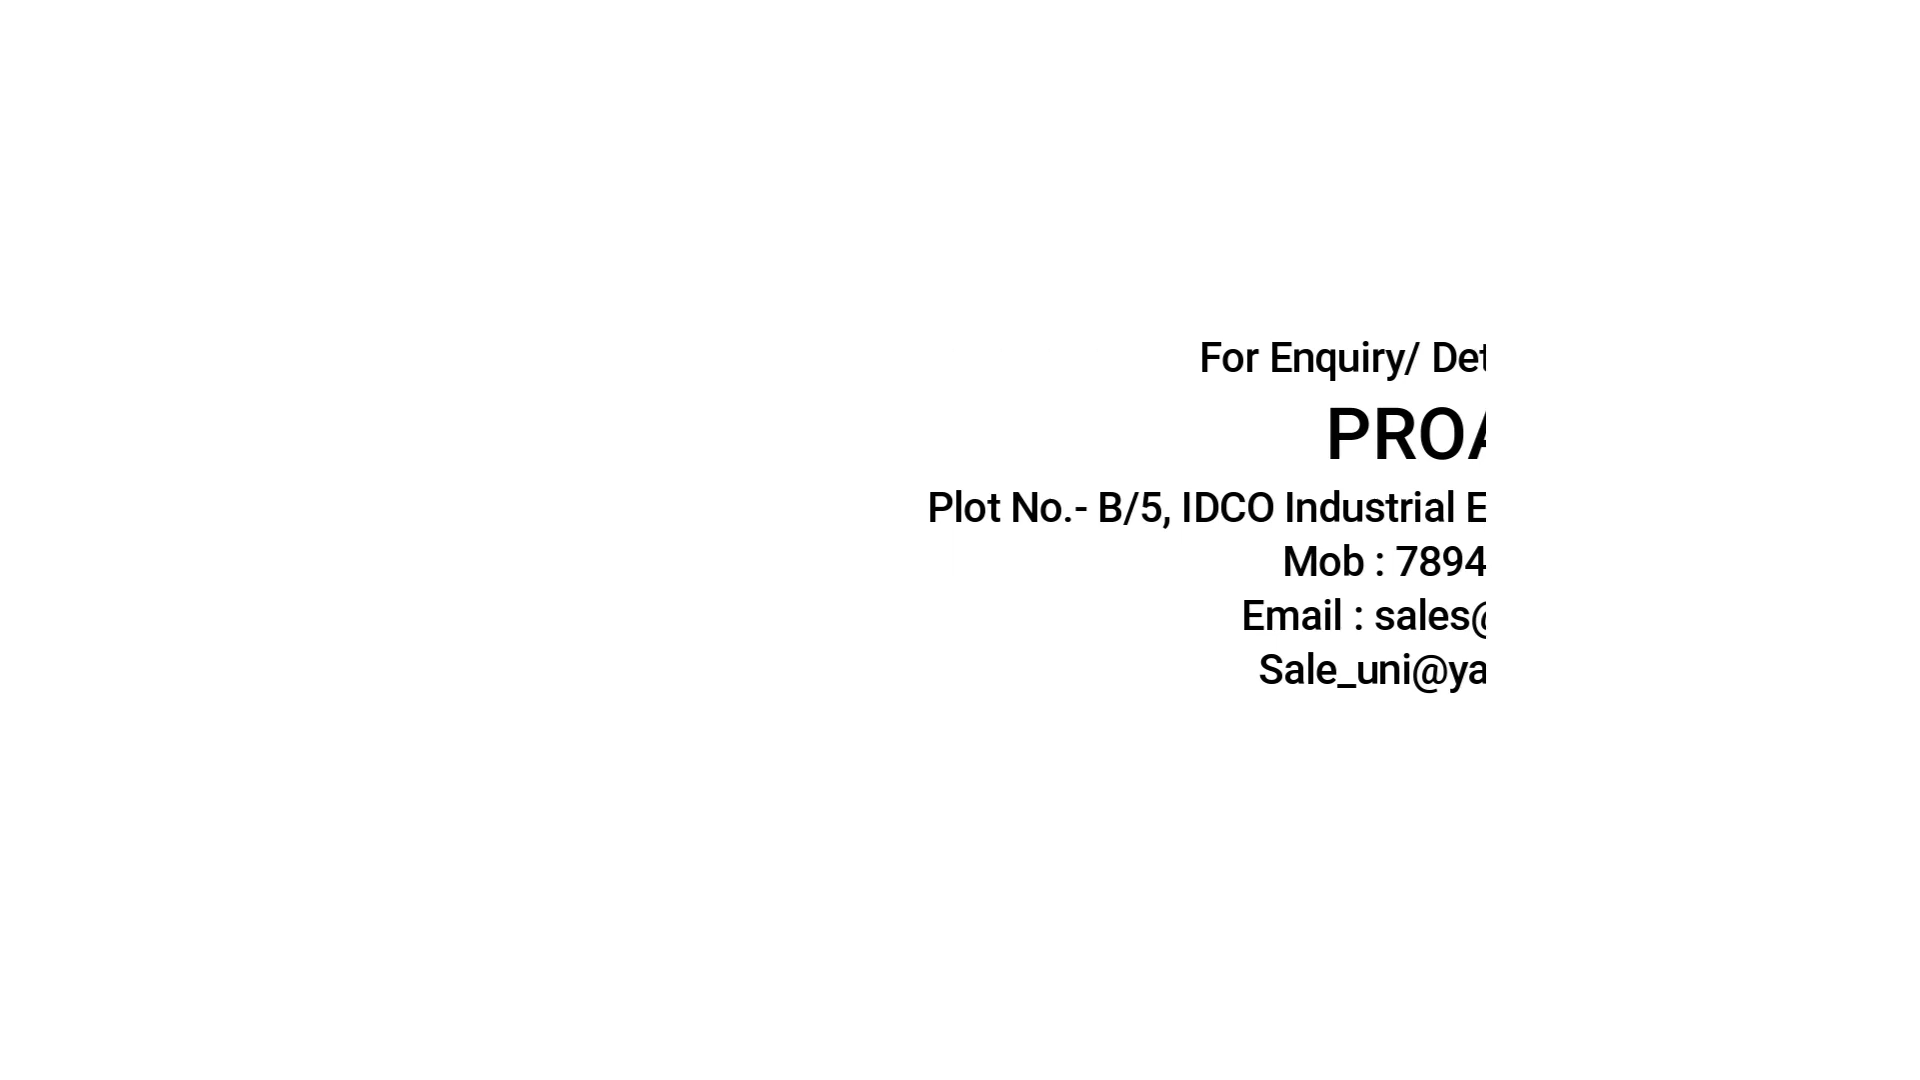 For Enquiry/ Det
PROA
Plot No.- B/5, IDCO Industrial E
Mob : 7894
Email : sales@
Sale_uni@ya